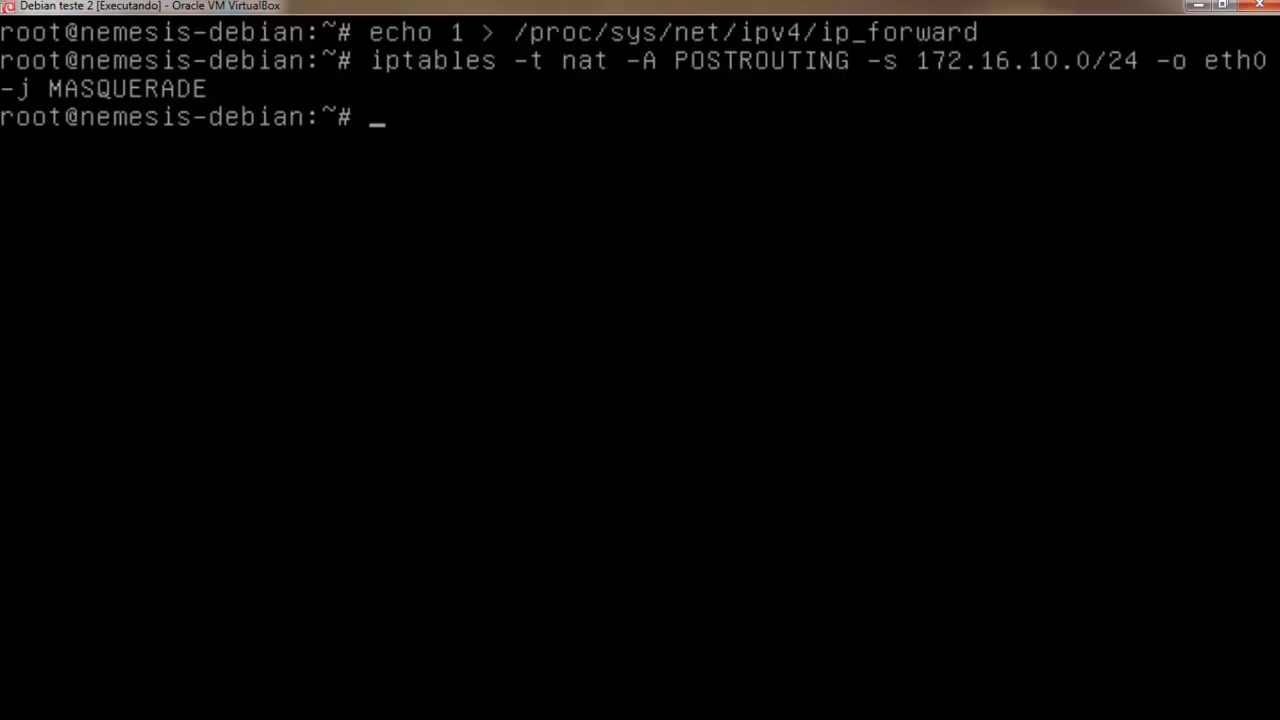 Debian teste 2 [Executando] - Oracle VM VirtualBox
root@nemesis-debian:~# echo 1 > /proc/sys/net/ipv4/ip_forward
root@nemesis-debian:~# iptables -t nat -A POSTROUTING -s 172.16.10.0/24 -o eth0
-j MASQUERADE
root@nemesis-debian:~# _